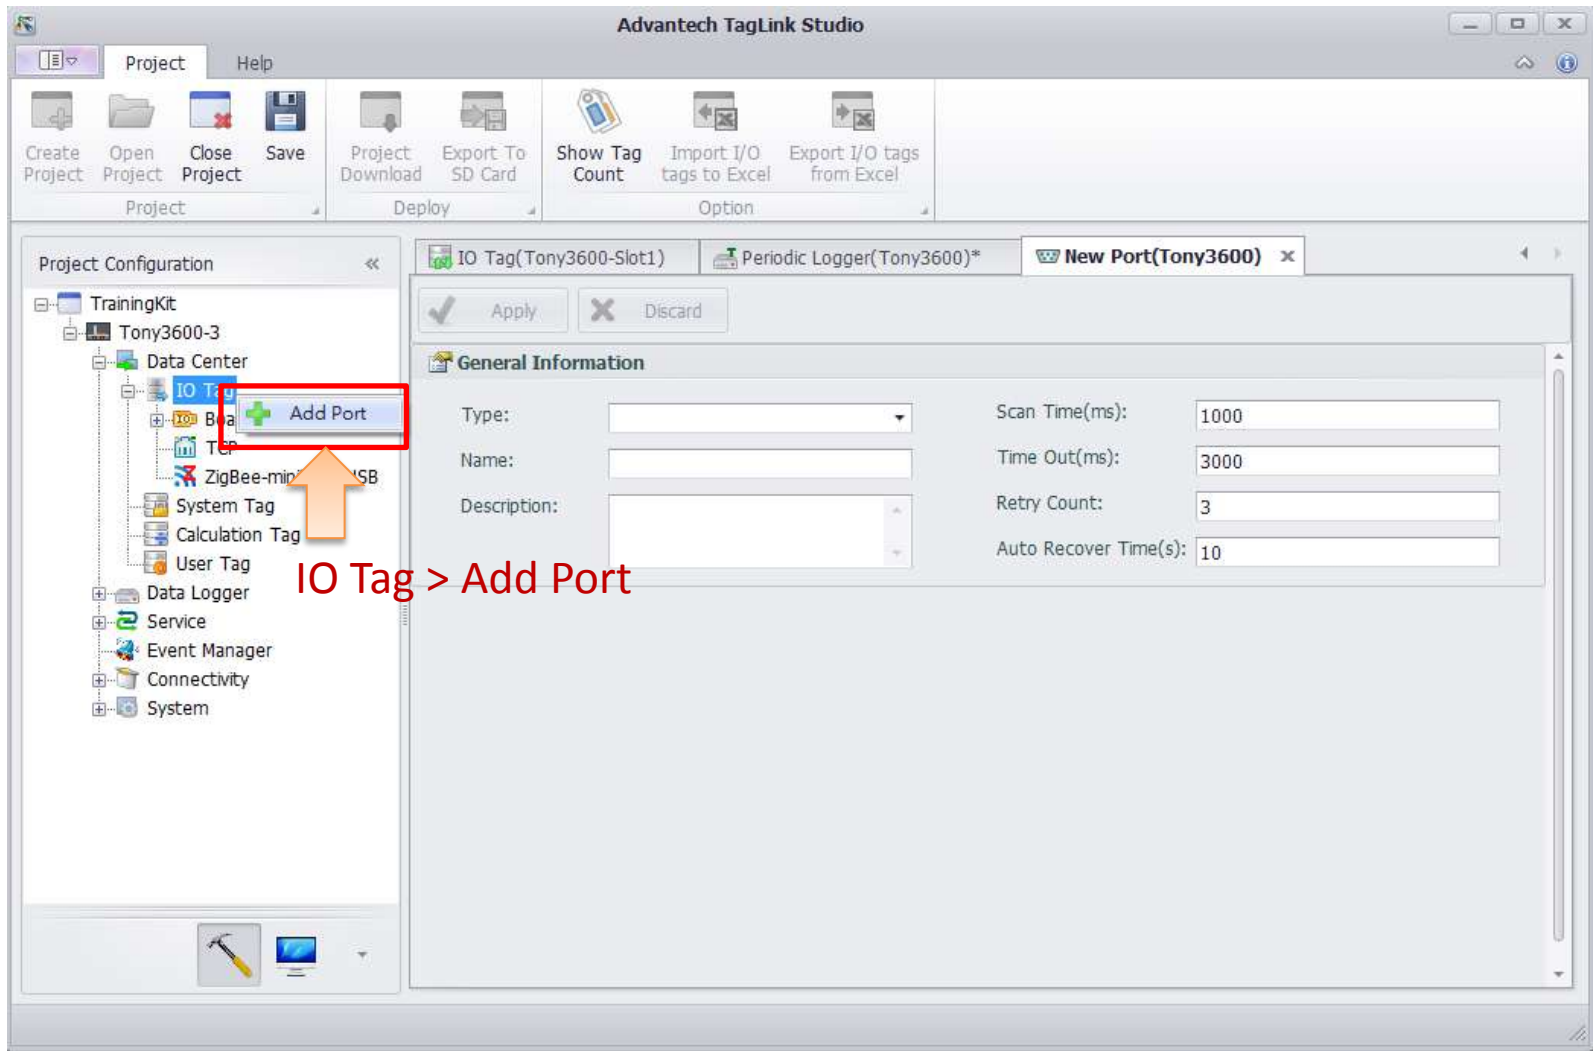 Advantech TagLink Studio
Project
Help
Create Project
Open Project
Close Project
Save
Project Download
Export To SD Card
Show Tag Count
Import I/O tags to Excel
Export I/O tags from Excel
Project
Deploy
Option
Project Configuration
IO Tag(Tony3600-Slot1)
Periodic Logger(Tony3600)*
New Port(Tony3600)
TrainingKit
Tony3600-3
Data Center
IO Tag
Add Port
TCP
System Tag
Calculation Tag
User Tag
Data Logger
Service
Event Manager
Connectivity
System
IO Tag > Add Port
Apply
Discard
General Information
Type:
Name:
Description:
Scan Time(ms): 1000
Time Out(ms): 3000
Retry Count: 3
Auto Recover Time(s): 10